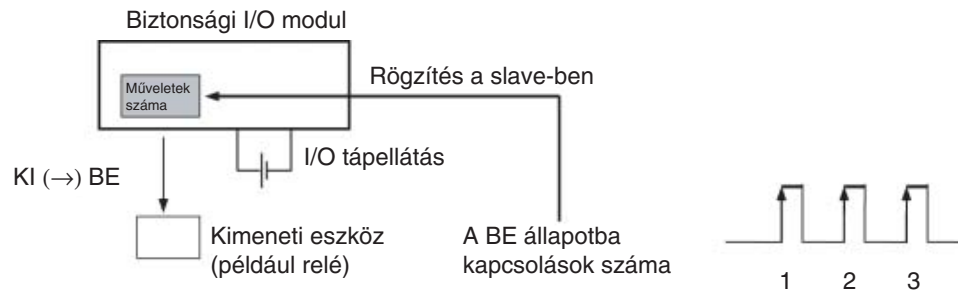 Biztonsági I/O modul
Műveletek
száma
Rögzítés a slave-ben
I/O tápellátás
KI (→) BE
Kimeneti eszköz
(például relé)
A BE állapotba
kapcsolások száma
1 2 3